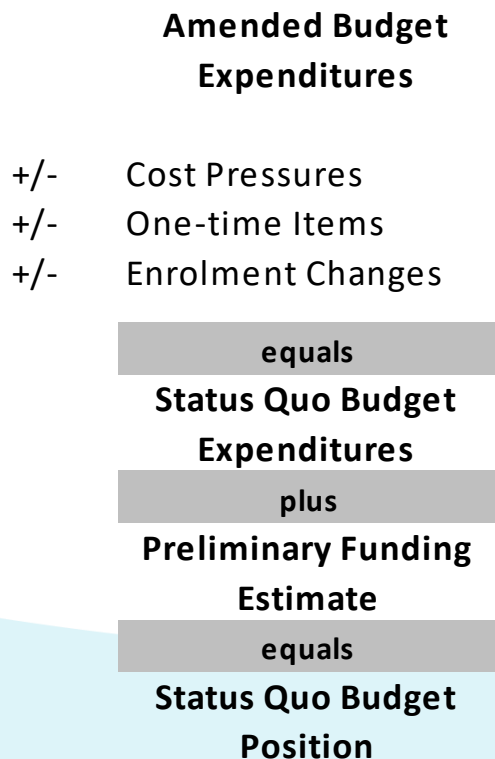 Amended Budget
Expenditures
+/- Cost Pressures
+/- One-time Items
+/- Enrolment Changes
equals
Status Quo Budget
Expenditures
plus
Preliminary Funding
Estimate
equals
Status Quo Budget
Position